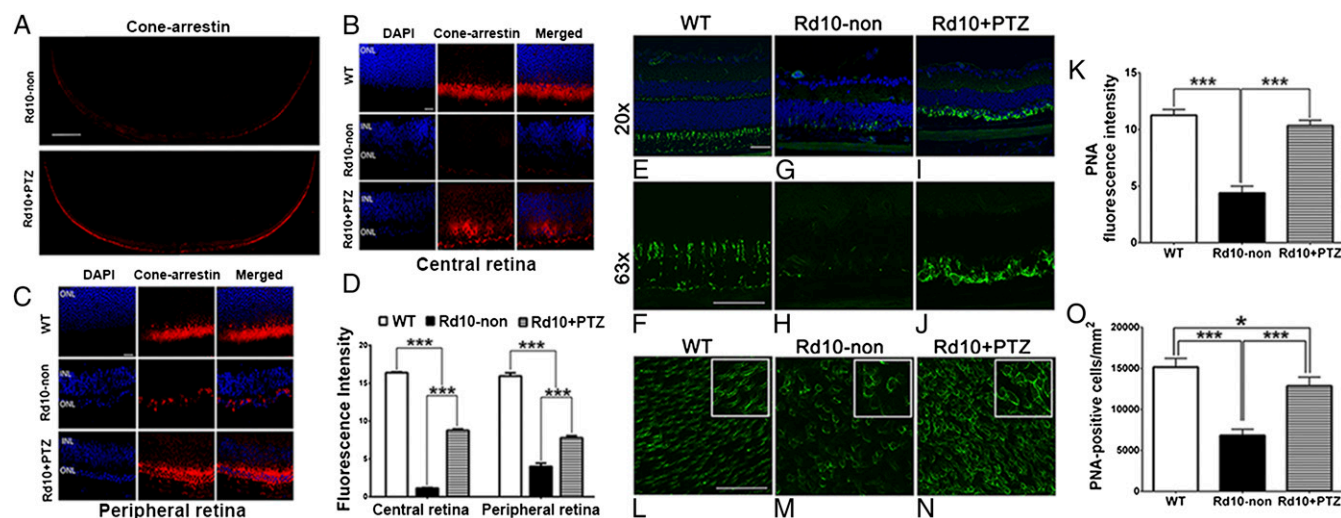 A
Cone-arrestin
Rd10-non
Rd10+PTZ
B
DAPI Cone-arrestin Merged
WT
ONL
Rd10-non
INL
ONL
Rd10+PTZ
INL
ONL
Central retina
C
DAPI Cone-arrestin Merged
WT
ONL
Rd10-non
INL
ONL
Rd10+PTZ
INL
ONL
Peripheral retina
D
WT Rd10-non Rd10+PTZ
Fluorescence Intensity
20
15
10
5
0
*** ***
*** ***
Central retina Peripheral retina
WT Rd10-non Rd10+PTZ
20x
E G I
63x
F H J
WT Rd10-non Rd10+PTZ
L M N
K
PNA
fluorescence intensity
15
10
5
0
*** ***
WT Rd10-non Rd10+PTZ
O
PNA-positive cells/mm²
20000
15000
10000
5000
0
*
*** ***
WT Rd10-non Rd10+PTZ